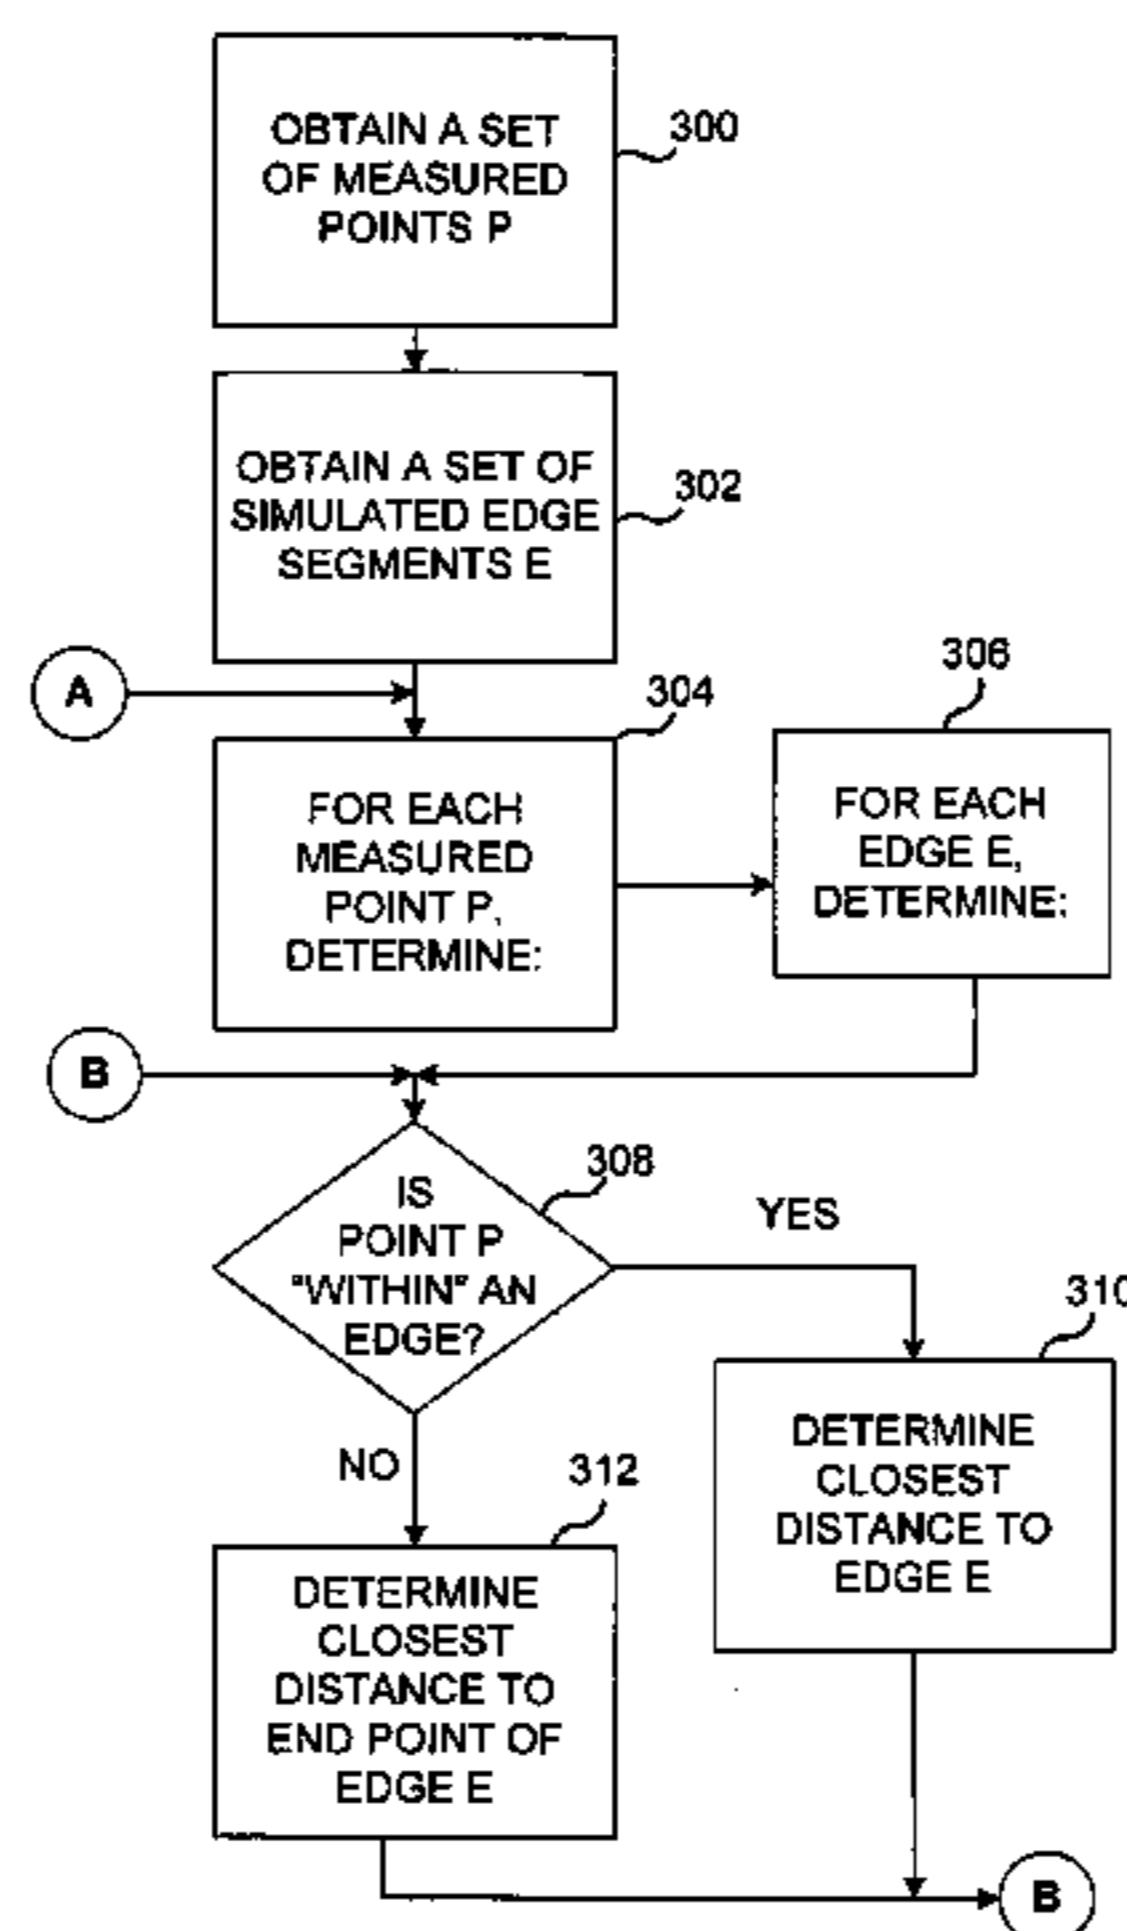 OBTAIN A SET
OF MEASURED
POINTS P
300
OBTAIN A SET OF
SIMULATED EDGE
SEGMENTS E
302
A
304
306
FOR EACH
MEASURED
POINT P,
DETERMINE:
FOR EACH
EDGE E,
DETERMINE:
B
308
IS
POINT P
"WITHIN" AN
EDGE?
YES
310
NO
312
DETERMINE
CLOSEST
DISTANCE TO
EDGE E
DETERMINE
CLOSEST
DISTANCE TO
END POINT OF
EDGE E
B